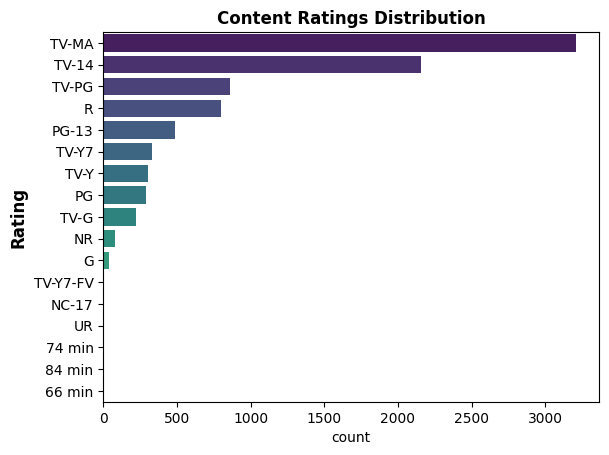 Content Ratings Distribution
TV-MA
TV-14
TV-PG
R
PG-13
TV-Y7
TV-Y
PG
TV-G
NR
G
TV-Y7-FV
NC-17
UR
74 min
84 min
66 min
Rating
0 500 1000 1500 2000 2500 3000
count